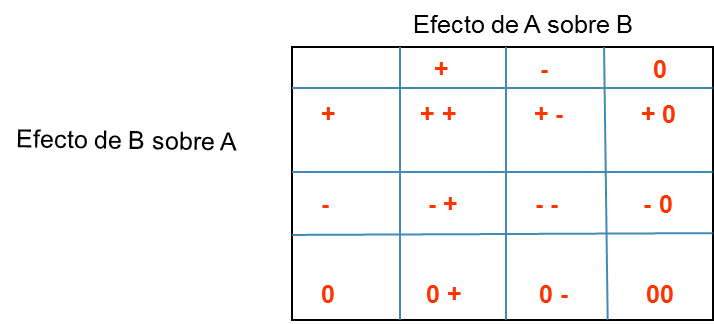 Efecto de A sobre B
+ - 0
+ + + + - + 0
Efecto de B sobre A
- - + - - - 0
0 0 + 0 - 00